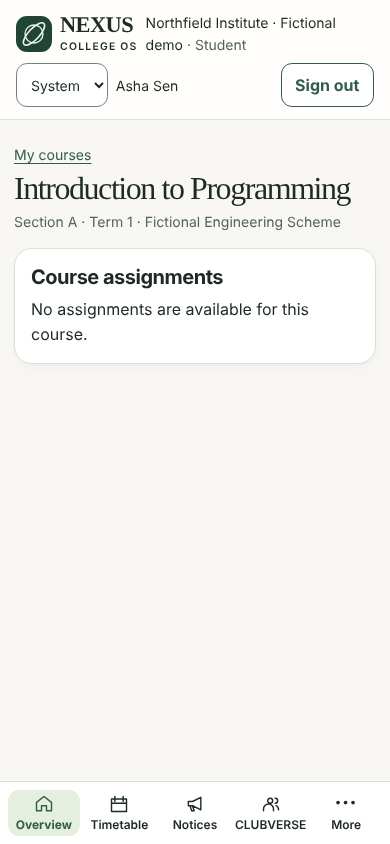 NEXUS
COLLEGE OS
Northfield Institute · Fictional
demo · Student
System
Asha Sen
Sign out
My courses
Introduction to Programming
Section A · Term 1 · Fictional Engineering Scheme
Course assignments
No assignments are available for this
course.
Overview
Timetable
Notices
CLUBVERSE
More